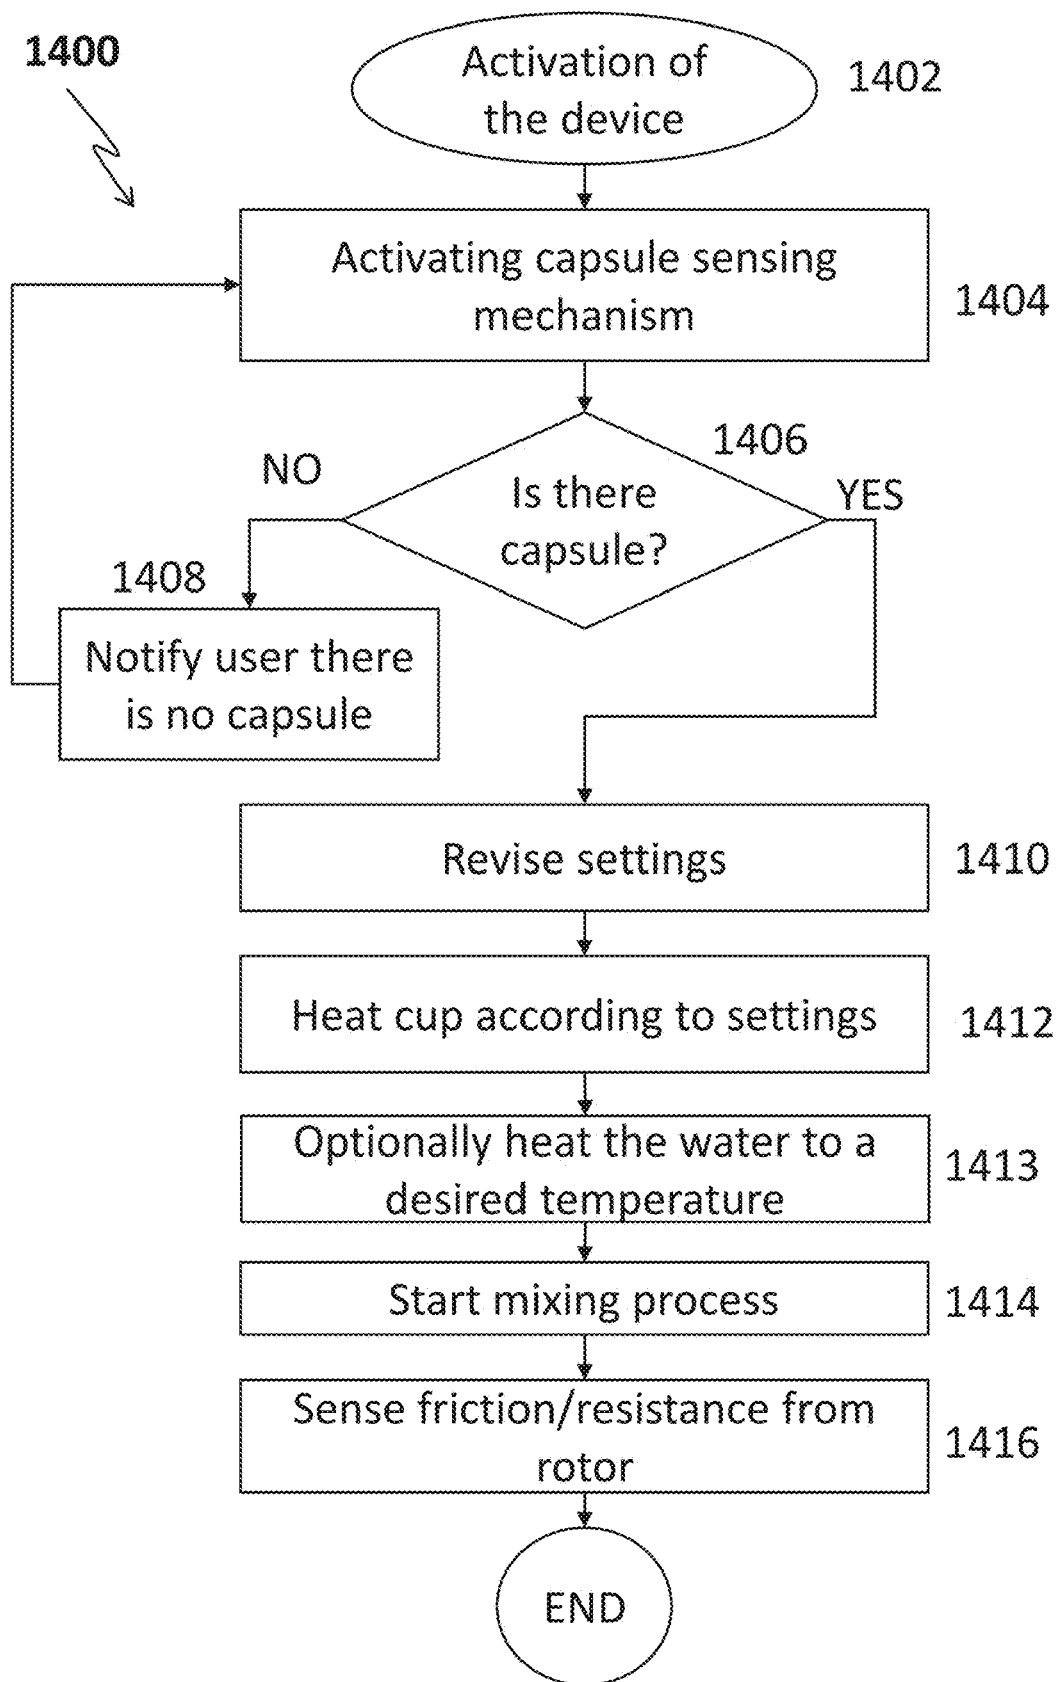 1400
Activation of
the device
1402
Activating capsule sensing
mechanism
1404
1406
NO
Is there
capsule?
YES
1408
Notify user there
is no capsule
Revise settings
1410
Heat cup according to settings
1412
Optionally heat the water to a
desired temperature
1413
Start mixing process
1414
Sense friction/resistance from
rotor
1416
END